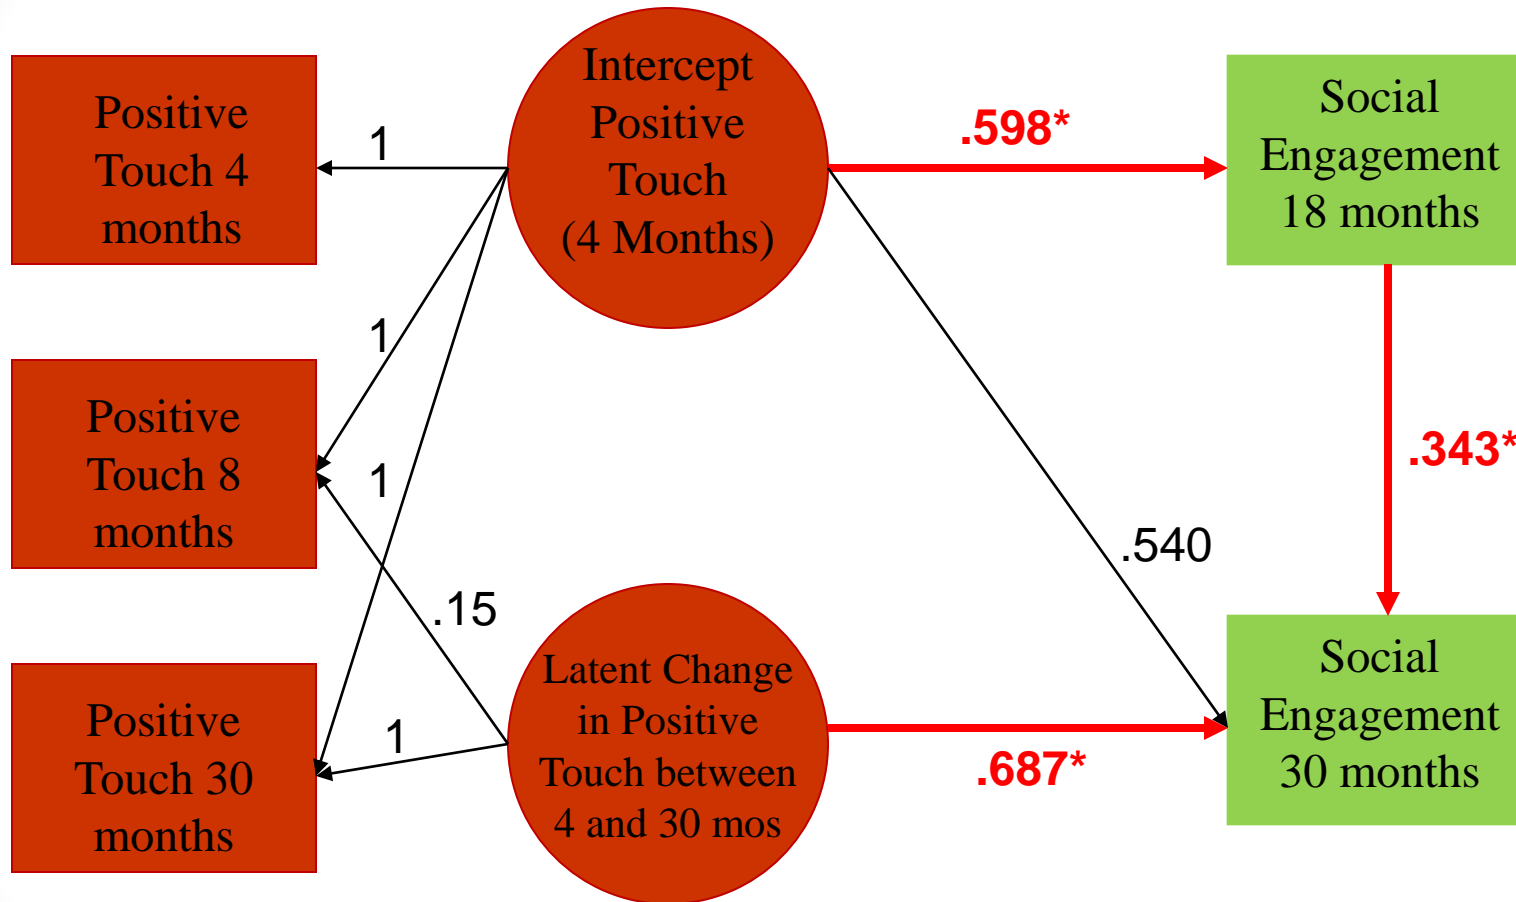 Positive
Touch 4
months
1
Intercept
Positive
Touch
(4 Months)
.598*
Social
Engagement
18 months
1
Positive
Touch 8
months
1
.343*
.540
.15
Positive
Touch 30
months
1
Latent Change
in Positive
Touch between
4 and 30 mos
.687*
Social
Engagement
30 months